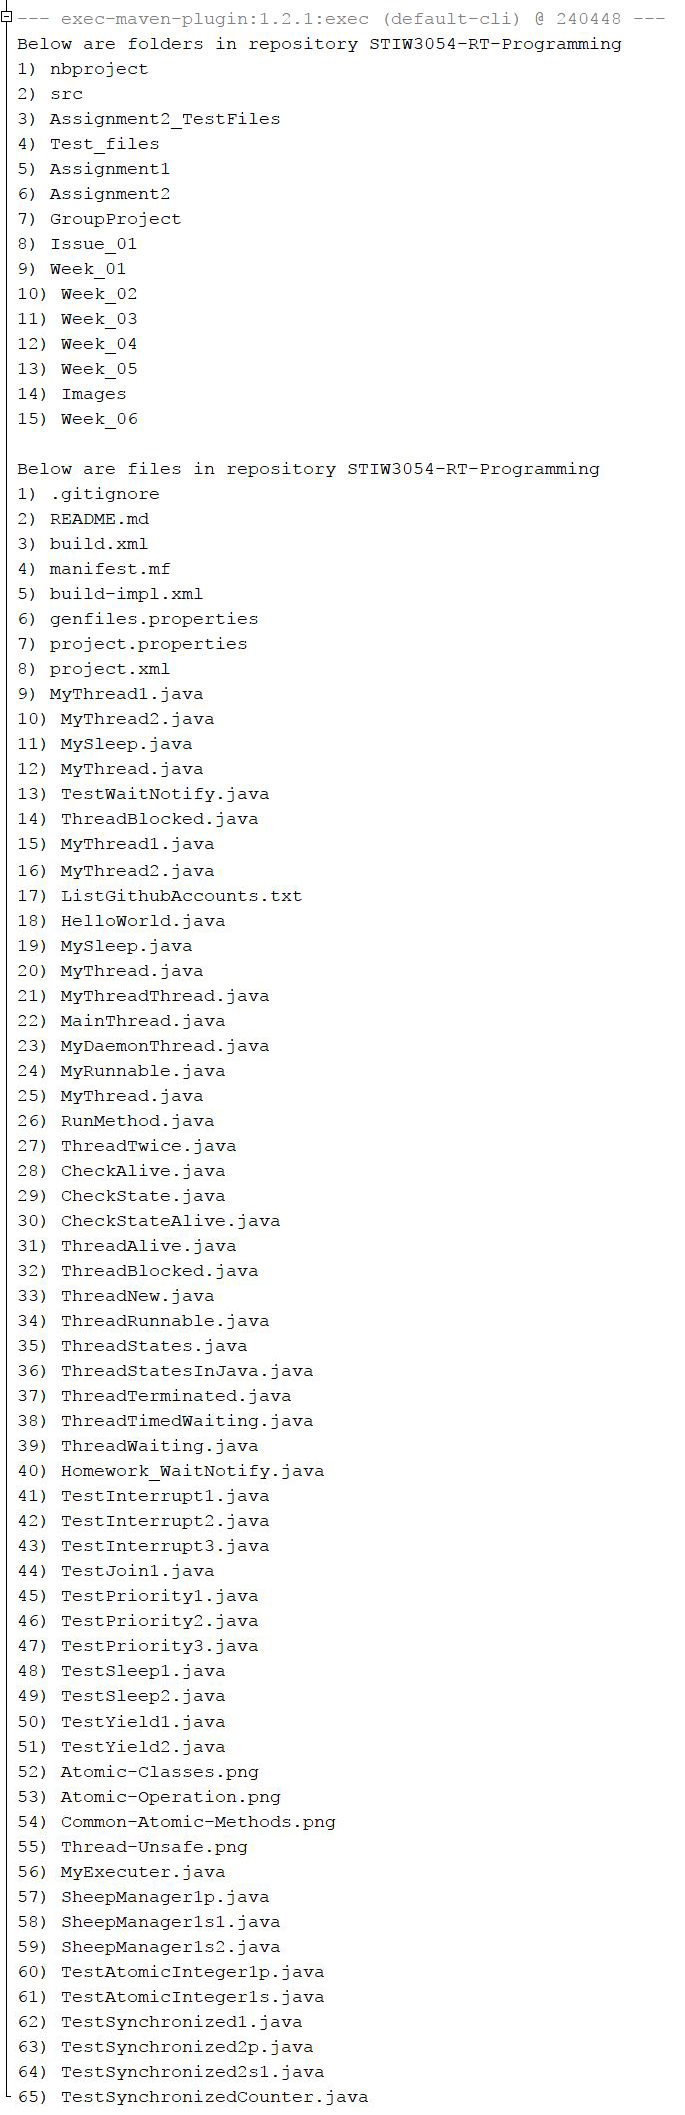 --- exec-maven-plugin:1.2.1:exec (default-cli) @ 240448 ---
Below are folders in repository STIW3054-RT-Programming
1) nbproject
2) src
3) Assignment2_TestFiles
4) Test_files
5) Assignment1
6) Assignment2
7) GroupProject
8) Issue_01
9) Week_01
10) Week_02
11) Week_03
12) Week_04
13) Week_05
14) Images
15) Week_06
Below are files in repository STIW3054-RT-Programming
1) .gitignore
2) README.md
3) build.xml
4) manifest.mf
5) build-impl.xml
6) genfiles.properties
7) project.properties
8) project.xml
9) MyThread1.java
10) MyThread2.java
11) MySleep.java
12) MyThread.java
13) TestWaitNotify.java
14) ThreadBlocked.java
15) MyThread1.java
16) MyThread2.java
17) ListGithubAccounts.txt
18) HelloWorld.java
19) MySleep.java
20) MyThread.java
21) MyThreadThread.java
22) MainThread.java
23) MyDaemonThread.java
24) MyRunnable.java
25) MyThread.java
26) RunMethod.java
27) ThreadTwice.java
28) CheckAlive.java
29) CheckState.java
30) CheckStateAlive.java
31) ThreadAlive.java
32) ThreadBlocked.java
33) ThreadNew.java
34) ThreadRunnable.java
35) ThreadStates.java
36) ThreadStatesInJava.java
37) ThreadTerminated.java
38) ThreadTimedWaiting.java
39) ThreadWaiting.java
40) Homework_WaitNotify.java
41) TestInterrupt1.java
42) TestInterrupt2.java
43) TestInterrupt3.java
44) TestJoin1.java
45) TestPriority1.java
46) TestPriority2.java
47) TestPriority3.java
48) TestSleep1.java
49) TestSleep2.java
50) TestYield1.java
51) TestYield2.java
52) Atomic-Classes.png
53) Atomic-Operation.png
54) Common-Atomic-Methods.png
55) Thread-Unsafe.png
56) MyExecuter.java
57) SheepManager1p.java
58) SheepManager1s1.java
59) SheepManager1s2.java
60) TestAtomicInteger1p.java
61) TestAtomicInteger1s.java
62) TestSynchronized1.java
63) TestSynchronized2p.java
64) TestSynchronized2s1.java
65) TestSynchronizedCounter.java